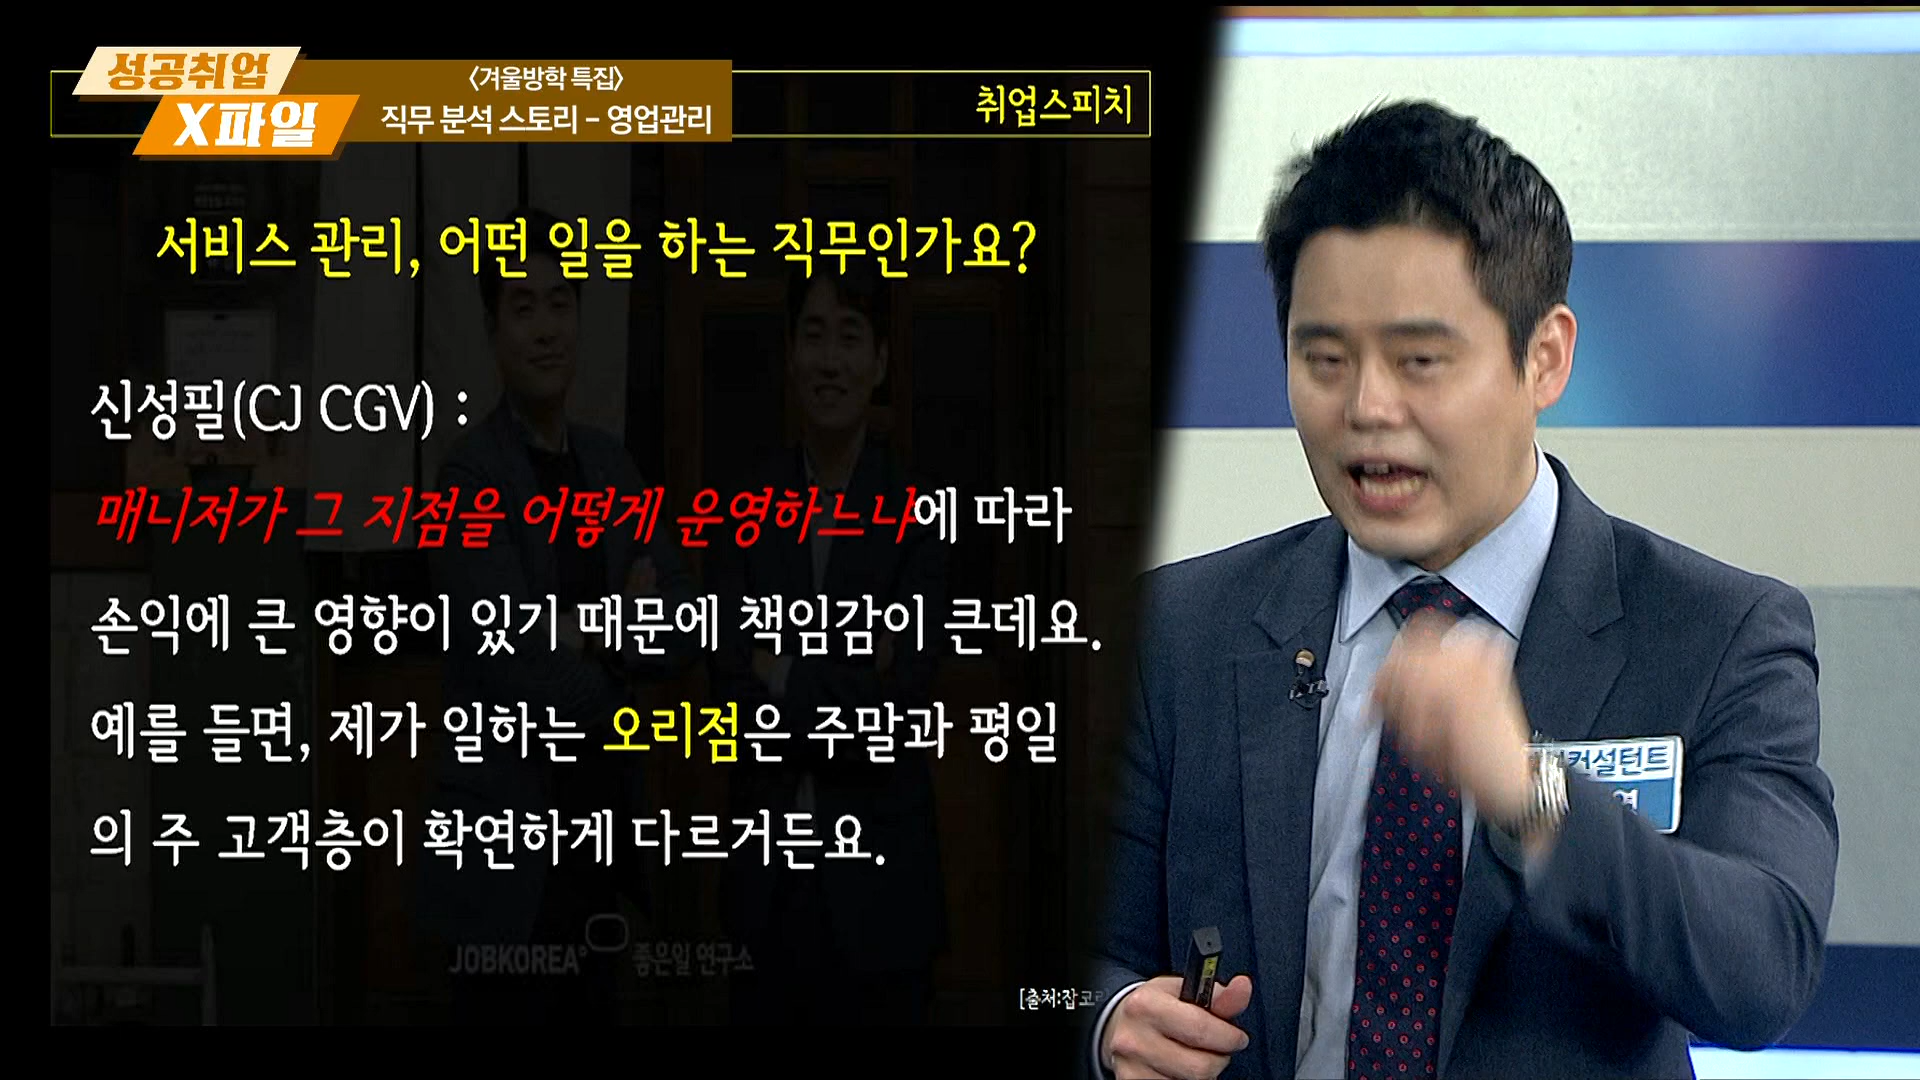 성공취업
X파일
〈겨울방학 특집〉
직무 분석 스토리 - 영업관리
취업스피치
서비스 관리, 어떤 일을 하는 직무인가요?
신성필(CJ CGV) :
매니저가 그 지점을 어떻게 운영하느냐에 따라
손익에 큰 영향이 있기 때문에 책임감이 큰데요.
예를 들면, 제가 일하는 오리점은 주말과 평일
의 주 고객층이 확연하게 다르거든요.
JOBKOREA 좋은일 연구소
[출처:잡코
컨설턴트